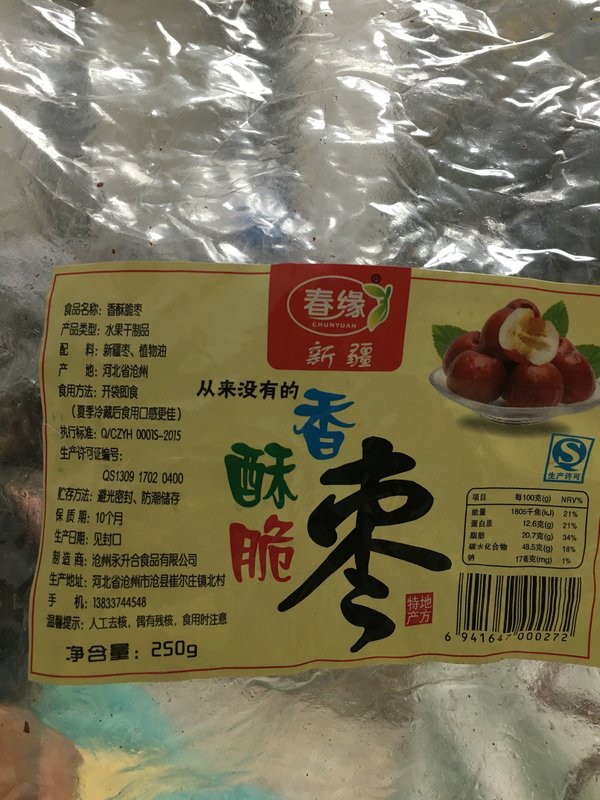 食品名称：香酥脆枣
产品类型：水果干制品
配 料：新疆枣、植物油
产 地：河北省沧州
食用方法：开袋即食
（夏季冷藏后食用口感更佳）
执行标准：Q/CZYH 0001S-2015
生产许可证编号：
QS1309 1702 0400
贮存方法：避光密封、防潮储存
保 质 期：10个月
生产日期：见封口
制 造 商：沧州永升合食品有限公司
生产地址：河北省沧州市沧县崔尔庄镇北村
手 机：13833744548
温馨提示：人工去核，偶有残核，食用时注意
净含量：250g
春缘
CHUNYUAN
新疆
从来没有的
香
酥
脆
枣
地方
特产
生产许可
项目 每100克(g) NRV%
能量 1805千焦(kJ) 21%
蛋白质 12.6克(g) 21%
脂肪 20.7克(g) 34%
碳水化合物 48.5克(g) 18%
钠 17毫克(mg) 1%
6 941647 000272